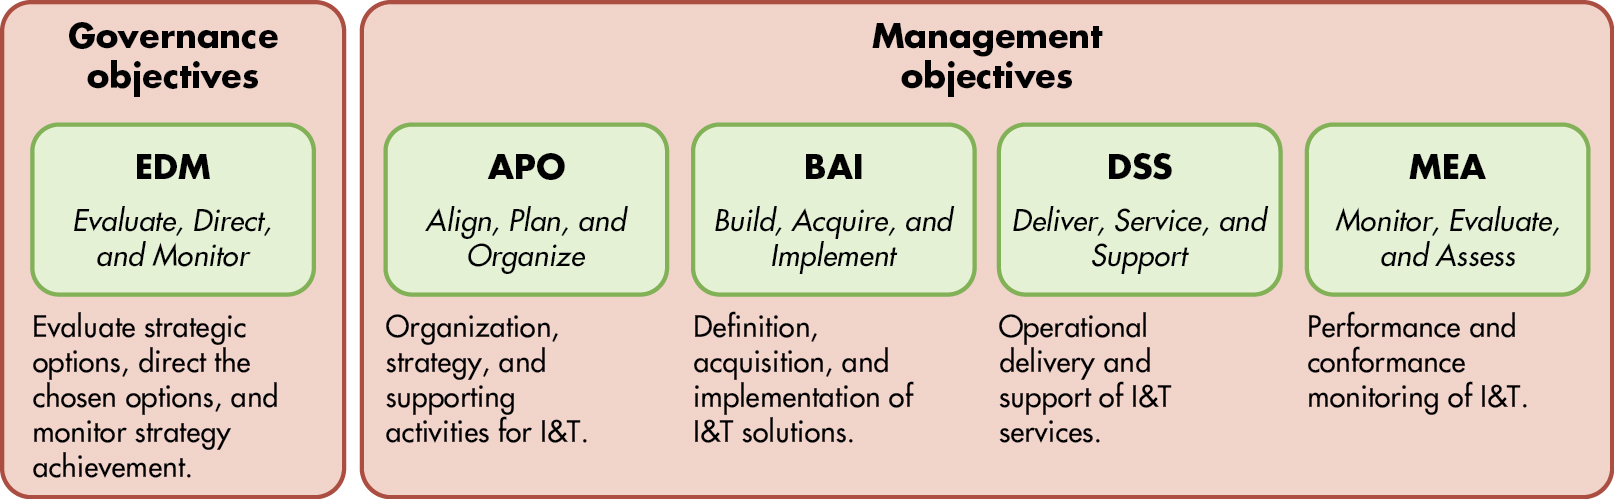 Governance
objectives
EDM
Evaluate, Direct,
and Monitor
Evaluate strategic
options, direct the
chosen options, and
monitor strategy
achievement.
Management
objectives
APO
Align, Plan, and
Organize
Organization,
strategy, and
supporting
activities for I&T.
BAI
Build, Acquire, and
Implement
Definition,
acquisition, and
implementation of
I&T solutions.
DSS
Deliver, Service, and
Support
Operational
delivery and
support of I&T
services.
MEA
Monitor, Evaluate,
and Assess
Performance and
conformance
monitoring of I&T.